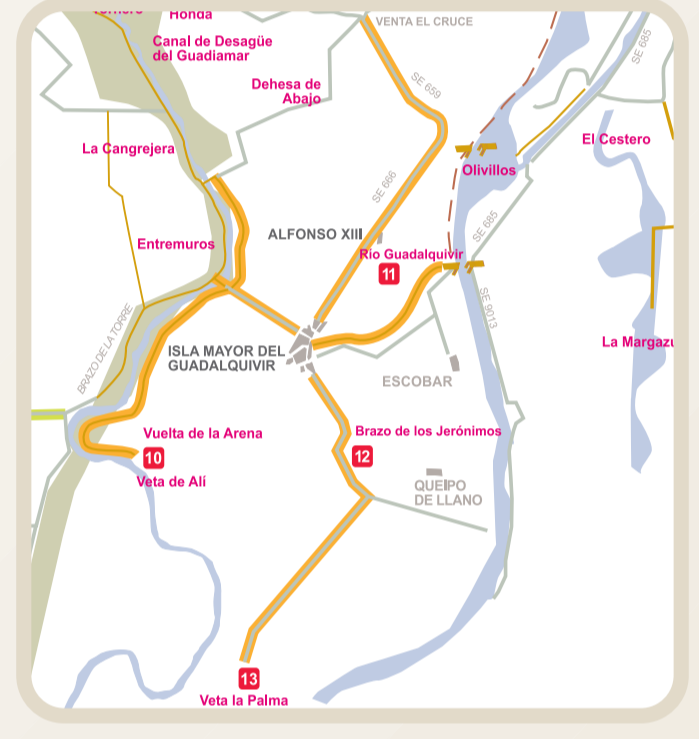 Honda
VENTA EL CRUCE
Canal de Desagüe
del Guadiamar
SE 685
Dehesa de
Abajo
SE 659
El Cestero
La Cangrejera
Olivillos
SE 666
SE 685
ALFONSO XIII
Entremuros
Rio Guadalquivir
11
SE 9013
BRAZO DE LA TORRE
ISLA MAYOR DEL
GUADALQUIVIR
ESCOBAR
Vuelta de la Arena
10
Veta de Alí
Brazo de los Jerónimos
12
QUEIPO
DE LLANO
13
Veta la Palma